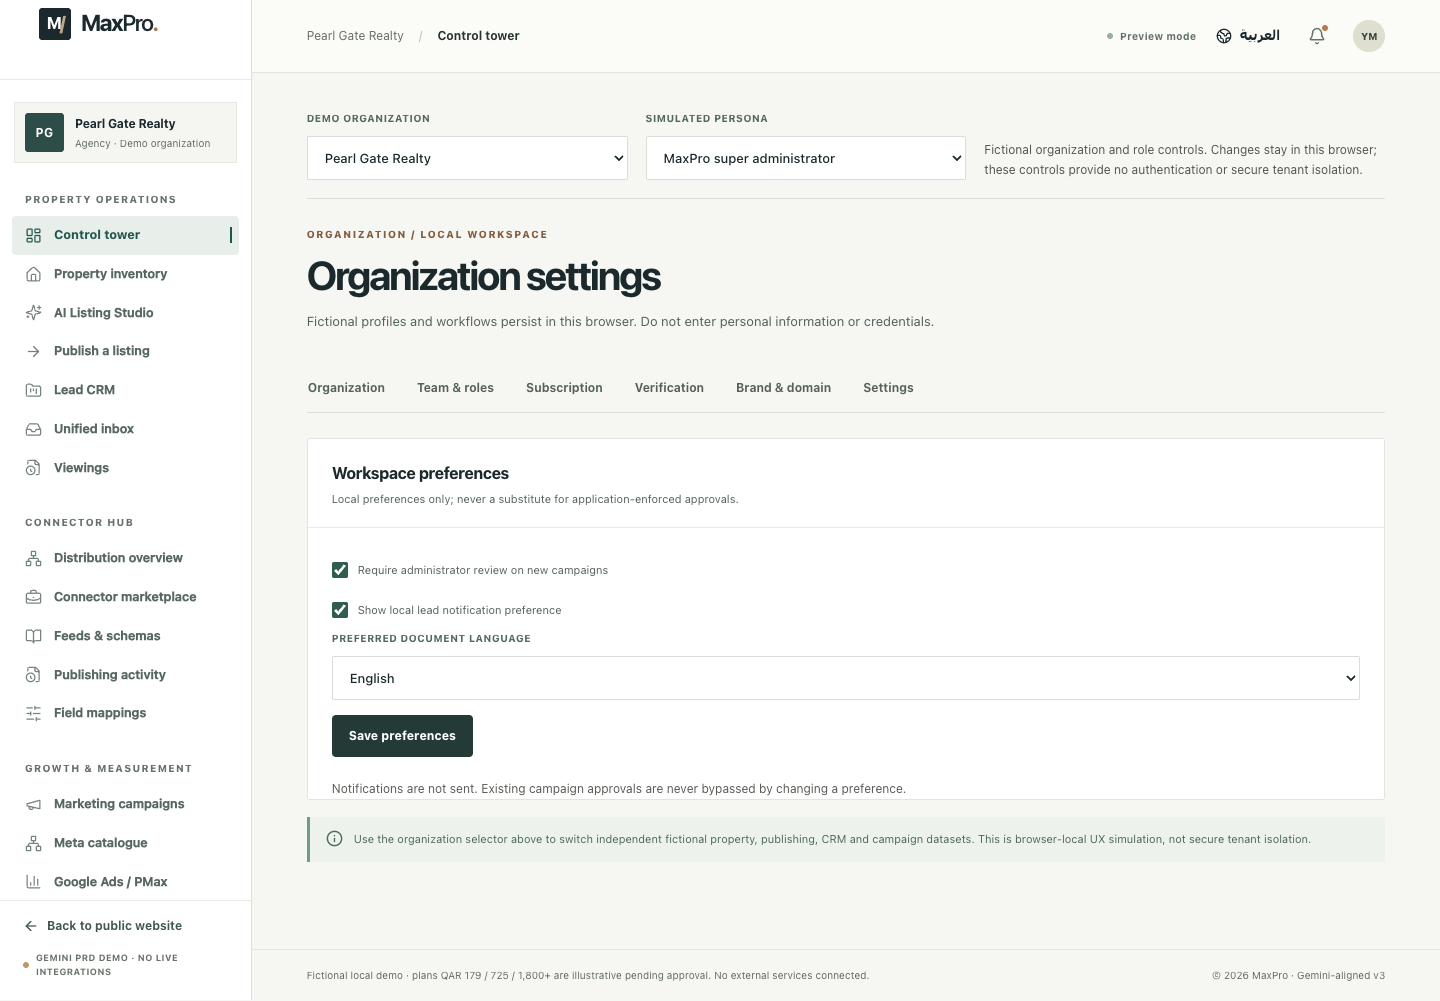 M/ MaxPro.
PG
Pearl Gate Realty
Agency · Demo organization
PROPERTY OPERATIONS
Control tower
Property inventory
AI Listing Studio
Publish a listing
Lead CRM
Unified inbox
Viewings
CONNECTOR HUB
Distribution overview
Connector marketplace
Feeds & schemas
Publishing activity
Field mappings
GROWTH & MEASUREMENT
Marketing campaigns
Meta catalogue
Google Ads / PMax
Back to public website
GEMINI PRD DEMO · NO LIVE
INTEGRATIONS
Pearl Gate Realty / Control tower
Preview mode
العربية
YM
DEMO ORGANIZATION
Pearl Gate Realty
SIMULATED PERSONA
MaxPro super administrator
Fictional organization and role controls. Changes stay in this browser;
these controls provide no authentication or secure tenant isolation.
ORGANIZATION / LOCAL WORKSPACE
Organization settings
Fictional profiles and workflows persist in this browser. Do not enter personal information or credentials.
Organization Team & roles Subscription Verification Brand & domain Settings
Workspace preferences
Local preferences only; never a substitute for application-enforced approvals.
Require administrator review on new campaigns
Show local lead notification preference
PREFERRED DOCUMENT LANGUAGE
English
Save preferences
Notifications are not sent. Existing campaign approvals are never bypassed by changing a preference.
Use the organization selector above to switch independent fictional property, publishing, CRM and campaign datasets. This is browser-local UX simulation, not secure tenant isolation.
Fictional local demo · plans QAR 179 / 725 / 1,800+ are illustrative pending approval. No external services connected.
© 2026 MaxPro · Gemini-aligned v3